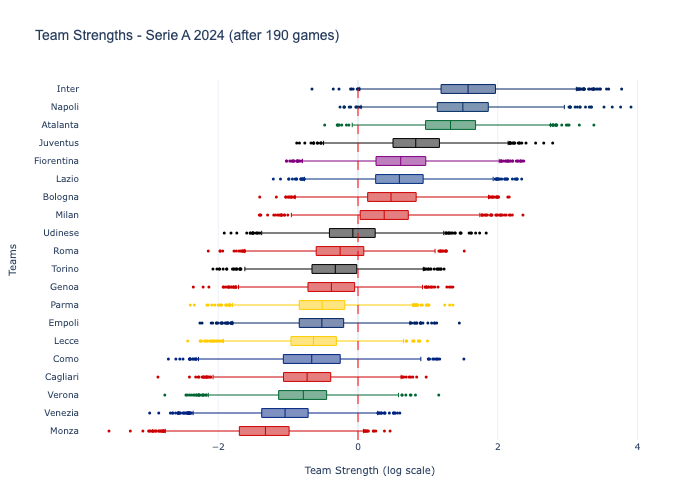 Team Strengths - Serie A 2024 (after 190 games)
Inter
Napoli
Atalanta
Juventus
Fiorentina
Lazio
Bologna
Milan
Udinese
Roma
Torino
Genoa
Parma
Empoli
Lecce
Como
Cagliari
Verona
Venezia
Monza
Teams
−2
0
2
4
Team Strength (log scale)